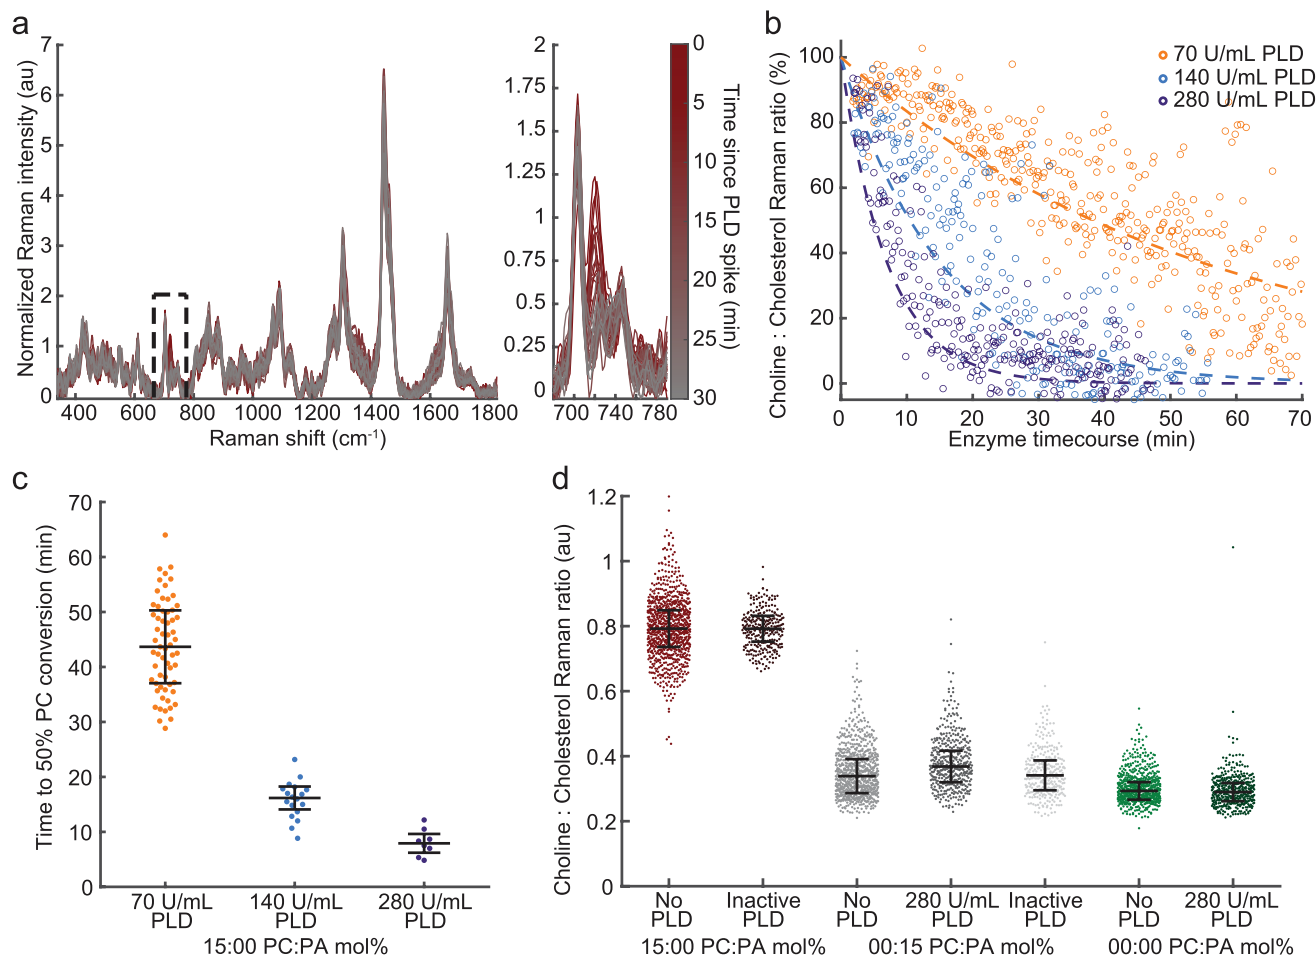 a
Normalized Raman intensity (au)
7
6
5
4
3
2
1
0
400 600 800 1000 1200 1400 1600 1800
Raman shift (cm-1)
2
1.75
1.5
1.25
1
0.75
0.5
0.25
0
700 740 780
0
5
10
15
20
25
30
Time since PLD spike (min)
b
Choline : Cholesterol Raman ratio (%)
100
80
60
40
20
0
0 10 20 30 40 50 60 70
Enzyme timecourse (min)
70 U/mL PLD
140 U/mL PLD
280 U/mL PLD
c
Time to 50% PC conversion (min)
70
60
50
40
30
20
10
0
70 U/mL PLD
140 U/mL PLD
280 U/mL PLD
15:00 PC:PA mol%
d
Choline : Cholesterol Raman ratio (au)
1.2
1
0.8
0.6
0.4
0.2
0
No PLD
Inactive PLD
No PLD
280 U/mL PLD
Inactive PLD
No PLD
280 U/mL PLD
15:00 PC:PA mol%
00:15 PC:PA mol%
00:00 PC:PA mol%